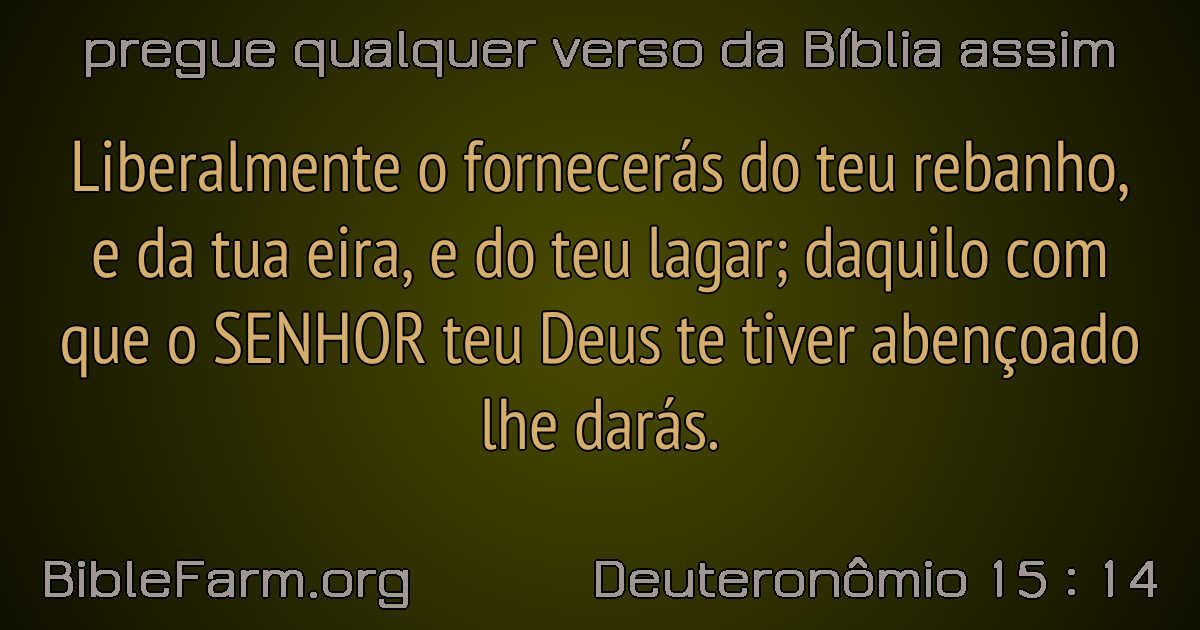 pregue qualquer verso da Bíblia assim
Liberalmente o fornecerás do teu rebanho,
e da tua eira, e do teu lagar; daquilo com
que o SENHOR teu Deus te tiver abençoado
lhe darás.
BibleFarm.org
Deuteronômio 15 : 14